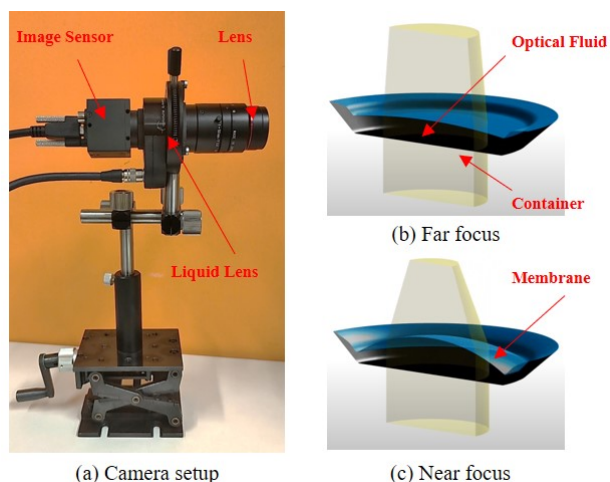 Image Sensor
Lens
Liquid Lens
(a) Camera setup
Optical Fluid
Container
(b) Far focus
Membrane
(c) Near focus